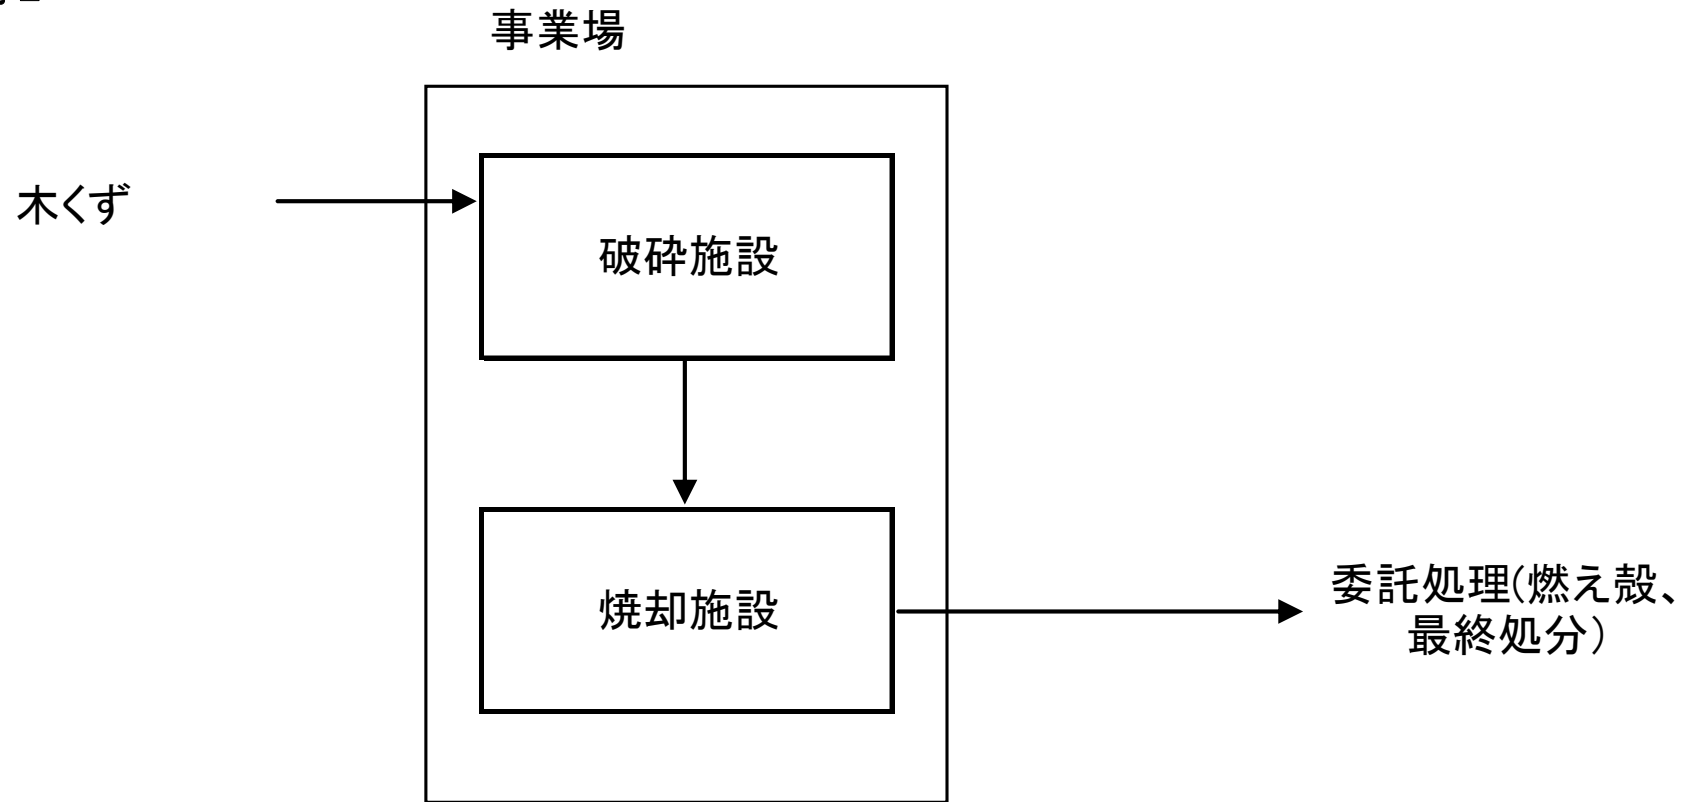 事業場
木くず
破砕施設
焼却施設
委託処理(燃え殻、
最終処分)